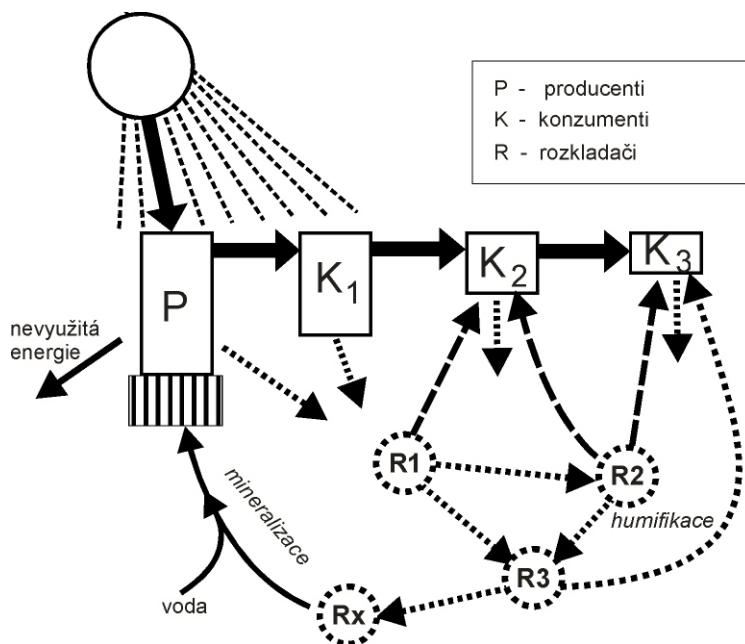 P - producenti
K - konzumenti
R - rozkladači
P
K1
K2
K3
nevyužitá
energie
R1
R2
humifikace
mineralizace
R3
voda
Rx